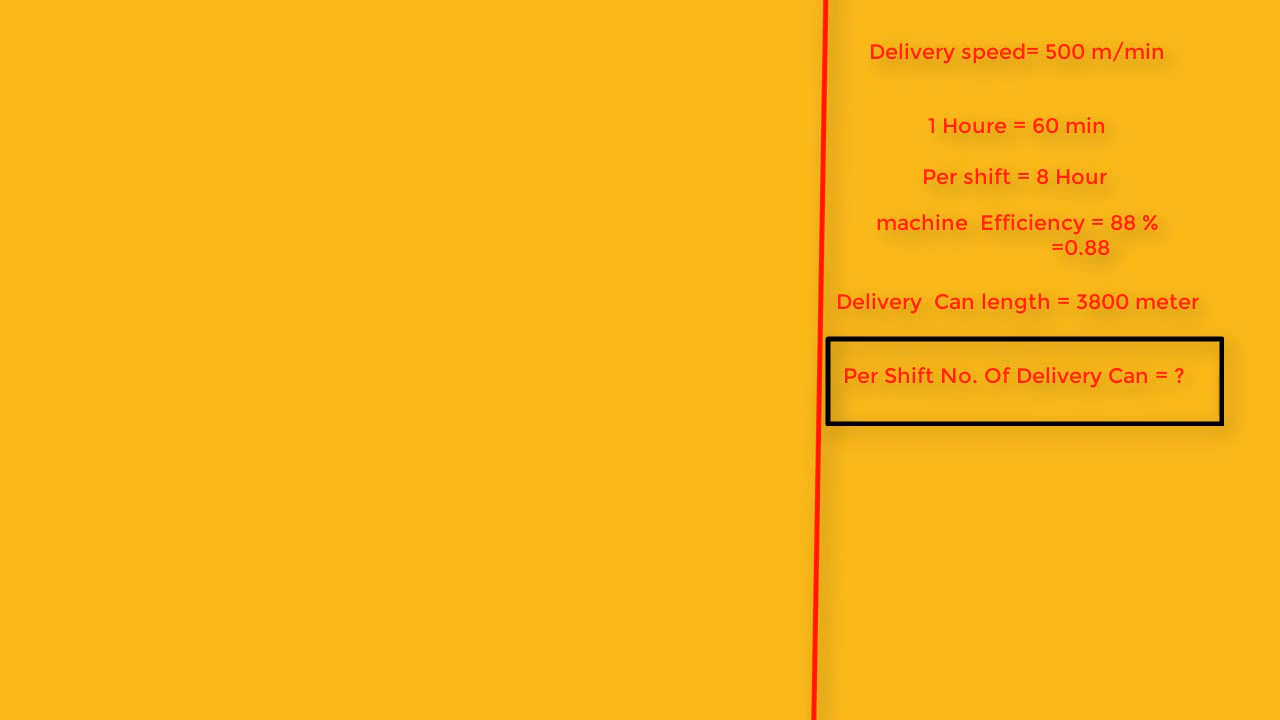 Delivery speed= 500 m/min
1 Houre = 60 min
Per shift = 8 Hour
machine Efficiency = 88 %
=0.88
Delivery Can length = 3800 meter
Per Shift No. Of Delivery Can = ?